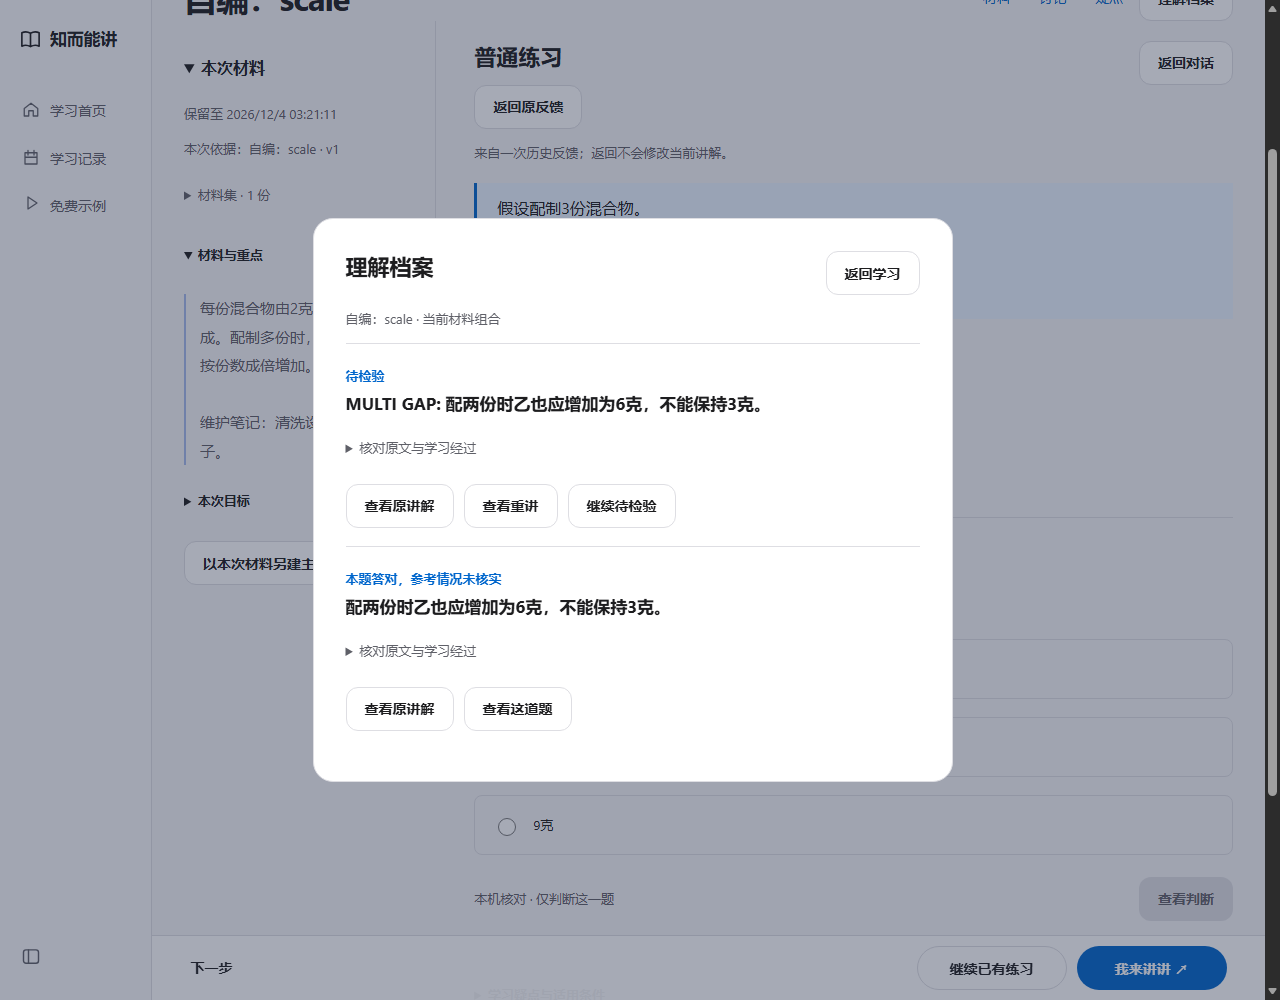 自编：scale
材料
讨论
疑点
理解档案
知而能讲
学习首页
学习记录
免费示例
▼ 本次材料
保留至 2026/12/4 03:21:11
本次依据：自编：scale · v1
▶ 材料集 · 1 份
▼ 材料与重点
每份混合物由2克
成。配制多份时，
按份数成倍增加。
维护笔记：清洗设
子。
▶ 本次目标
以本次材料另建主
普通练习
返回对话
返回原反馈
来自一次历史反馈；返回不会修改当前讲解。
假设配制3份混合物。
理解档案
返回学习
自编：scale · 当前材料组合
待检验
MULTI GAP: 配两份时乙也应增加为6克，不能保持3克。
▶ 核对原文与学习经过
查看原讲解
查看重讲
继续待检验
本题答对，参考情况未核实
配两份时乙也应增加为6克，不能保持3克。
▶ 核对原文与学习经过
查看原讲解
查看这道题
9克
本机核对 · 仅判断这一题
查看判断
下一步
继续已有练习
我来讲讲 ↗